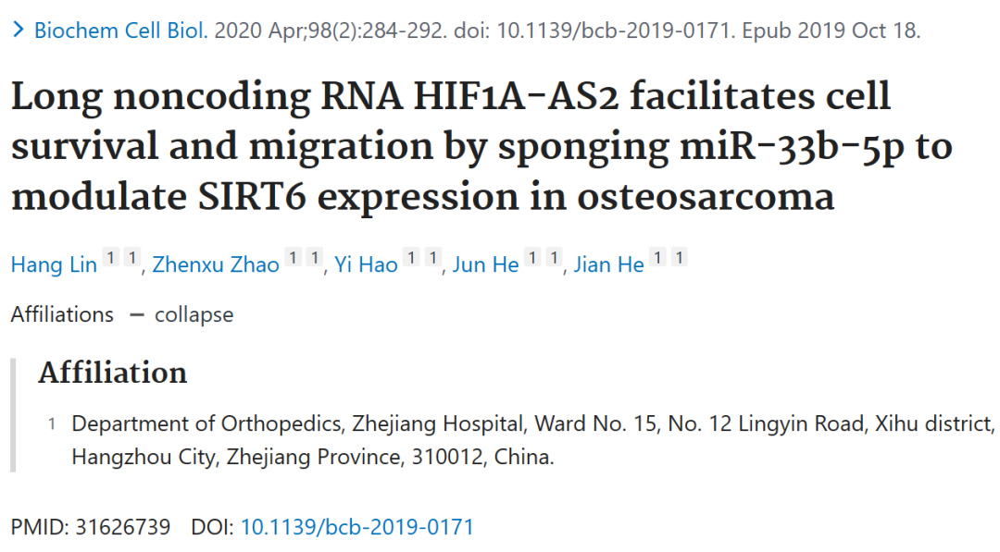 > Biochem Cell Biol. 2020 Apr;98(2):284-292. doi: 10.1139/bcb-2019-0171. Epub 2019 Oct 18.
Long noncoding RNA HIF1A-AS2 facilitates cell
survival and migration by sponging miR-33b-5p to
modulate SIRT6 expression in osteosarcoma
Hang Lin 1 1, Zhenxu Zhao 1 1, Yi Hao 1 1, Jun He 1 1, Jian He 1 1
Affiliations — collapse
Affiliation
1 Department of Orthopedics, Zhejiang Hospital, Ward No. 15, No. 12 Lingyin Road, Xihu district,
Hangzhou City, Zhejiang Province, 310012, China.
PMID: 31626739 DOI: 10.1139/bcb-2019-0171